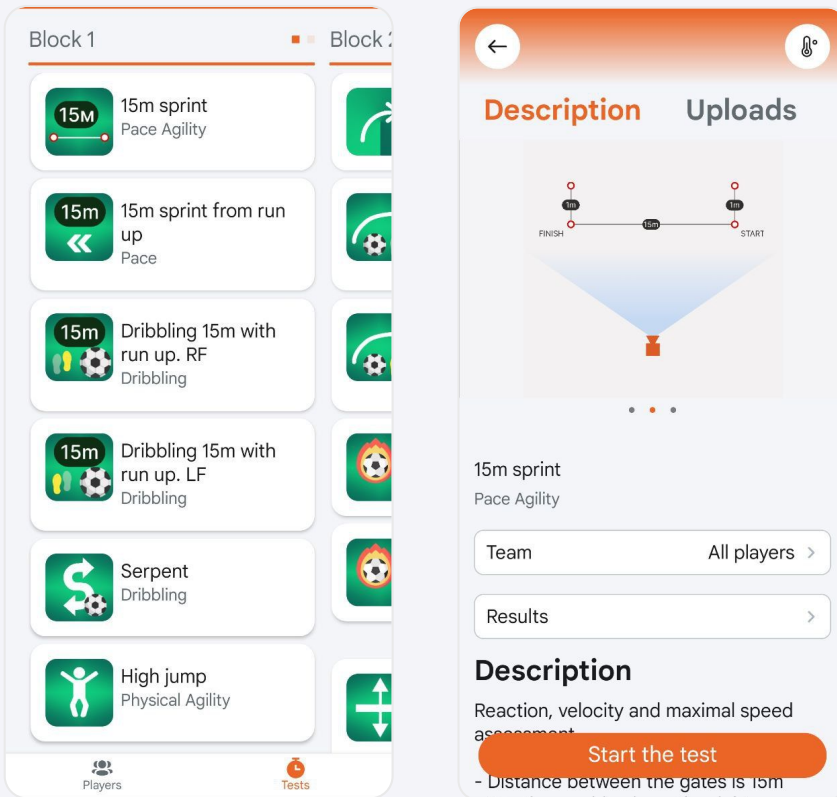 Block 1
Block
15м
15m sprint
Pace Agility
15m
15m sprint from run
up
Pace
15m
Dribbling 15m with
run up. RF
Dribbling
15m
Dribbling 15m with
run up. LF
Dribbling
Serpent
Dribbling
High jump
Physical Agility
Players
Tests
Description
Uploads
1m
1m
15m
FINISH
START
15m sprint
Pace Agility
Team
All players
Results
Description
Reaction, velocity and maximal speed
Start the test
- Distance between the gates is 15m